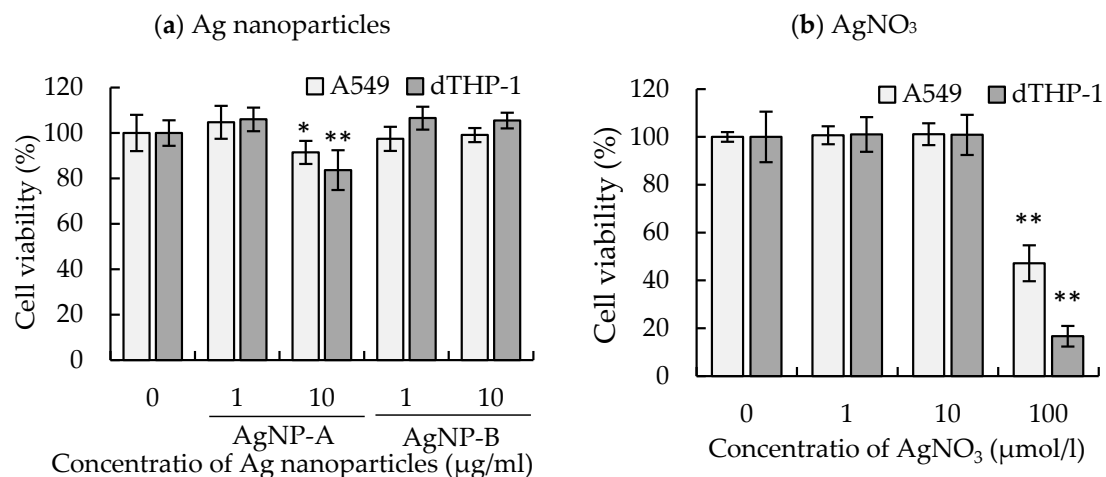 (a) Ag nanoparticles
A549 dTHP-1
Cell viability (%)
120
100
80
60
40
20
0
* **
0 1 10 1 10
AgNP-A AgNP-B
Concentratio of Ag nanoparticles (μg/ml)
(b) AgNO₃
A549 dTHP-1
Cell viability (%)
120
100
80
60
40
20
0
**
**
0 1 10 100
Concentratio of AgNO₃ (μmol/l)